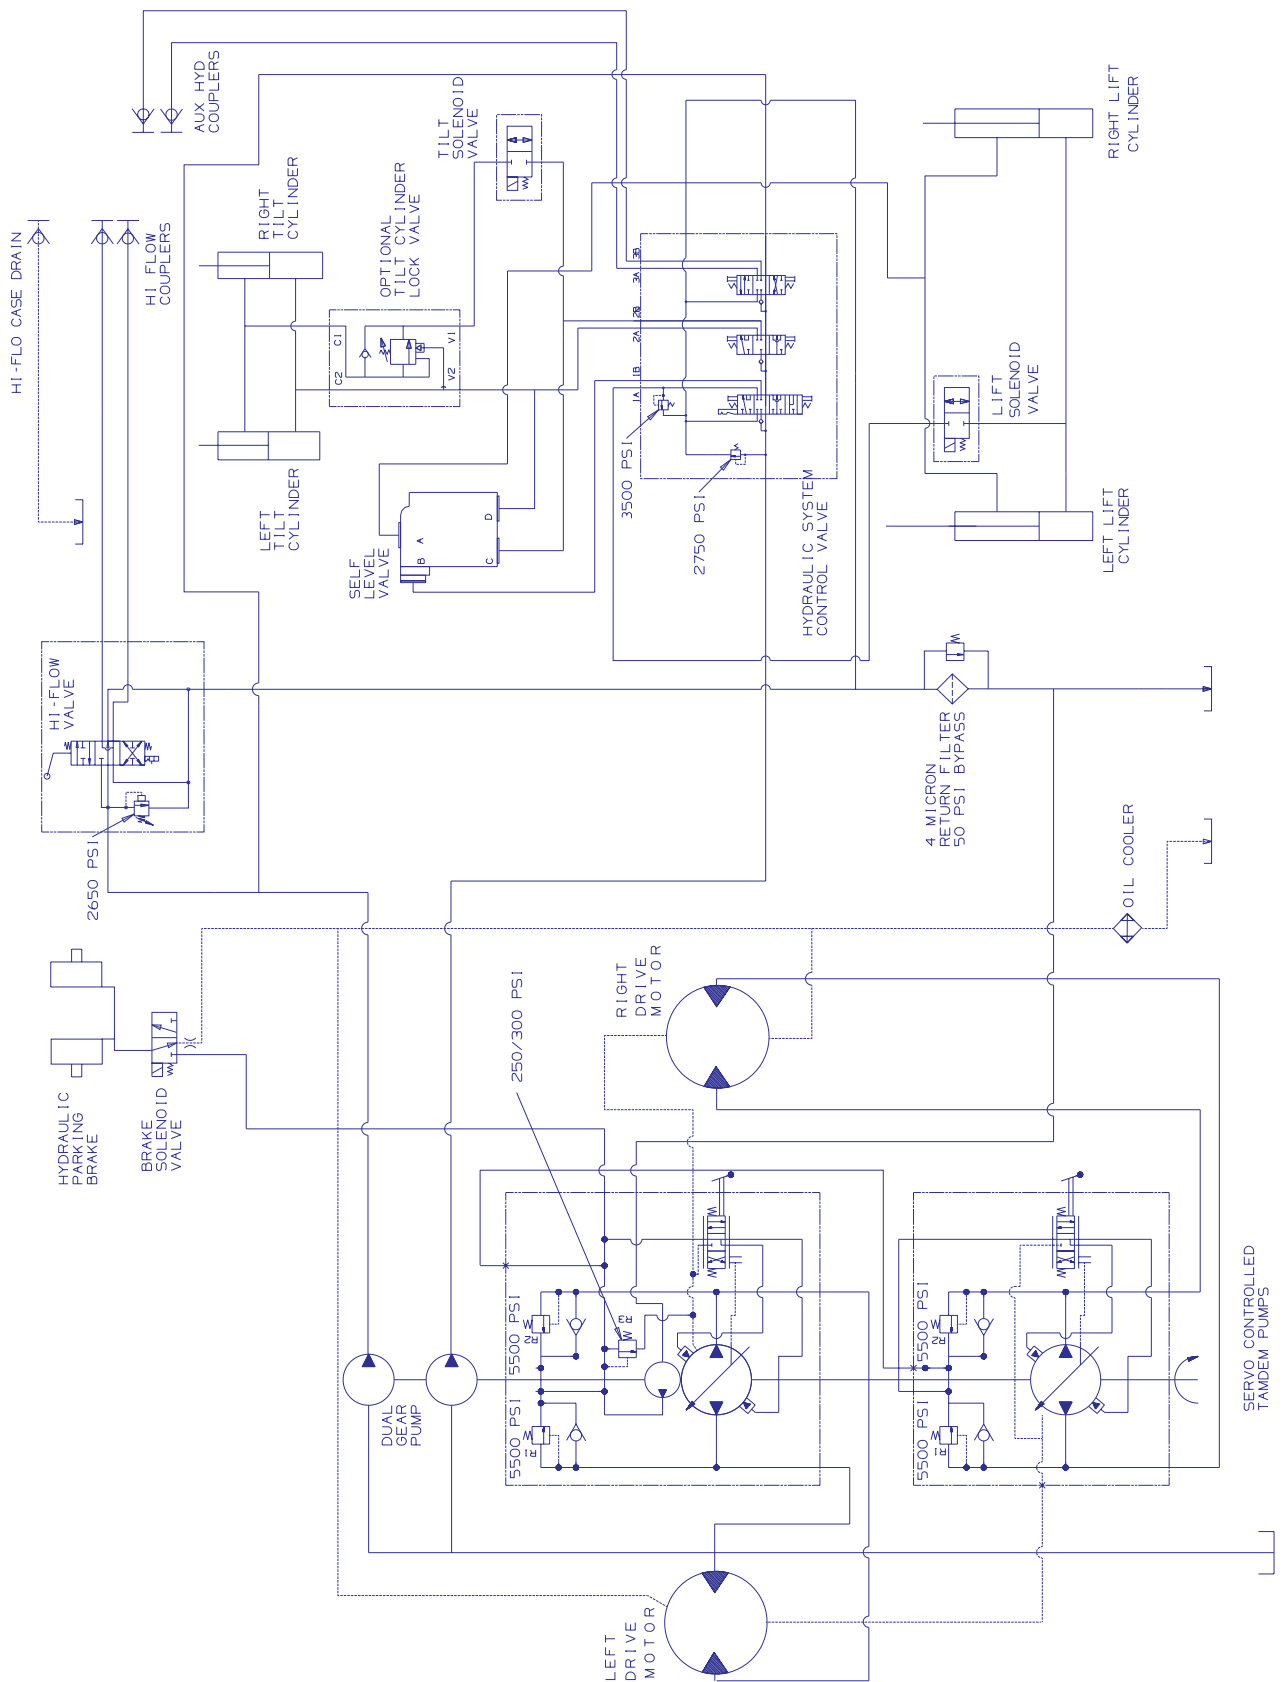 HI-FLO CASE DRAIN
AUX HYD
COUPLERS
HI FLOW
COUPLERS
RIGHT
TILT
CYLINDER
OPTIONAL
TILT CYLINDER
LOCK VALVE
TILT
SOLENOID
VALVE
C1
C2
V1
V2
LEFT
TILT
CYLINDER
SELF
LEVEL
VALVE
A
B
C
D
3B
3A
2B
2A
1B
1A
3500 PSI
2750 PSI
HYDRAULIC SYSTEM
CONTROL VALVE
RIGHT LIFT
CYLINDER
LIFT
SOLENOID
VALVE
LEFT LIFT
CYLINDER
HI-FLOW
VALVE
2650 PSI
4 MICRON
RETURN FILTER
50 PSI BYPASS
OIL COOLER
HYDRAULIC
PARKING
BRAKE
BRAKE
SOLENOID
VALVE
250/300 PSI
RIGHT
DRIVE
MOTOR
DUAL
GEAR
PUMP
5500 PSI
R2
R3
5500 PSI
R1
5500 PSI
R2
5500 PSI
R1
LEFT
DRIVE
MOTOR
SERVO CONTROLLED
TAMDEM PUMPS